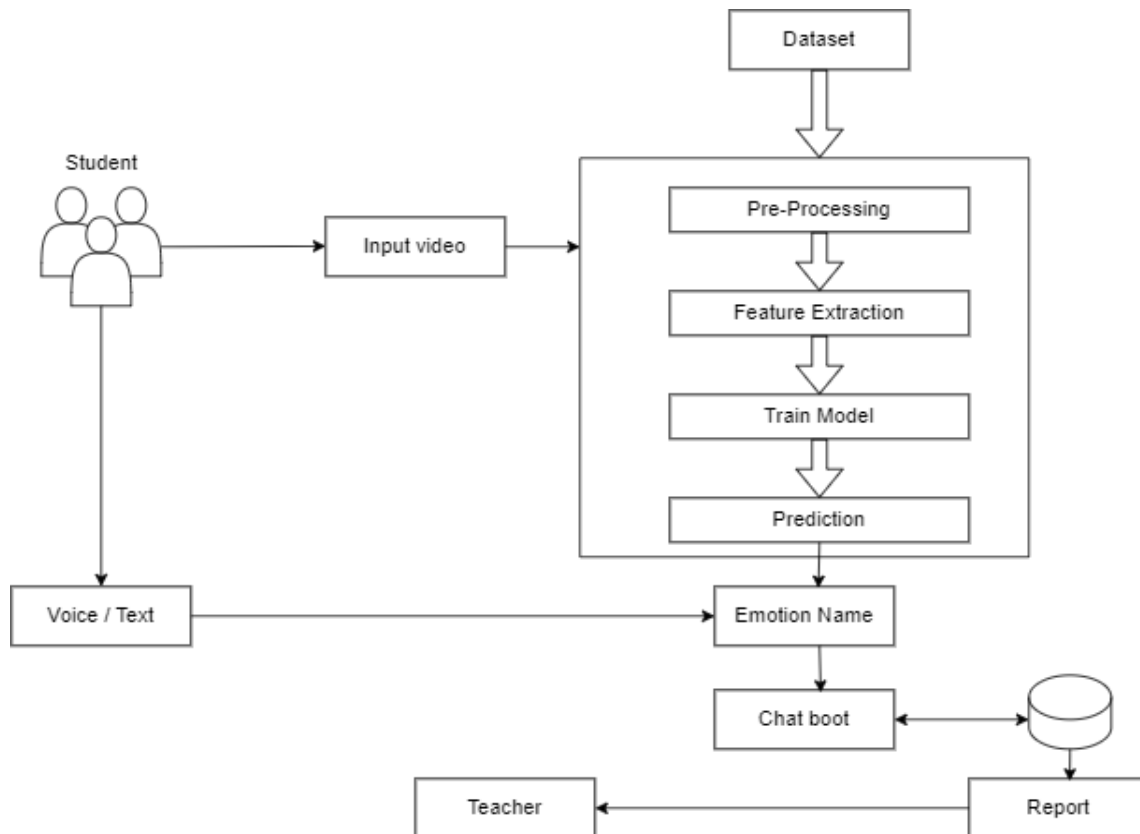 Dataset
Student
Pre-Processing
Input video
Feature Extraction
Train Model
Prediction
Voice / Text
Emotion Name
Chat boot
Teacher
Report